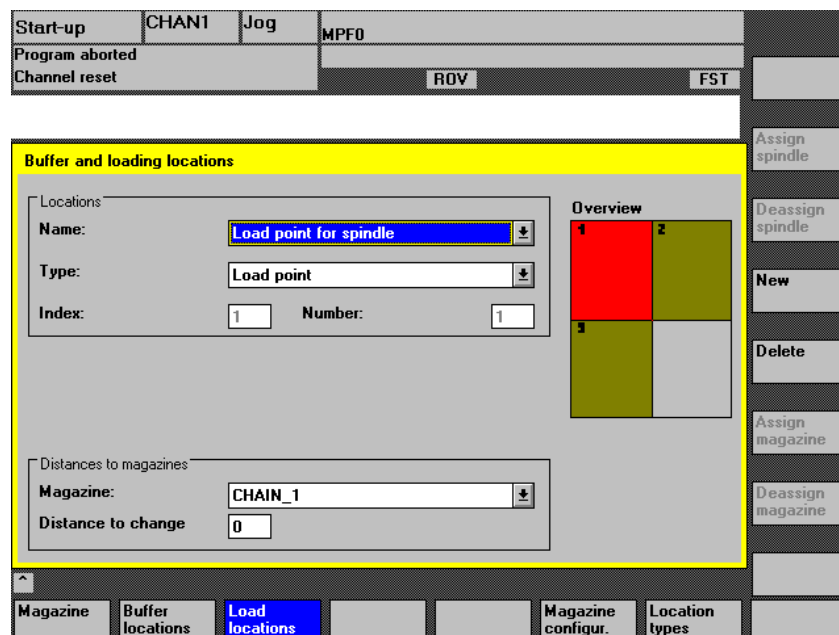 Start-up CHAN1 Jog MPF0
Program aborted
Channel reset ROV FST
Buffer and loading locations
Locations
Name: Load point for spindle
Type: Load point
Index: 1 Number: 1
Overview
1 2
3
Distances to magazines
Magazine: CHAIN_1
Distance to change 0
Assign spindle
Deassign spindle
New
Delete
Assign magazine
Deassign magazine
^
Magazine
Buffer locations
Load locations
Magazine configur.
Location types